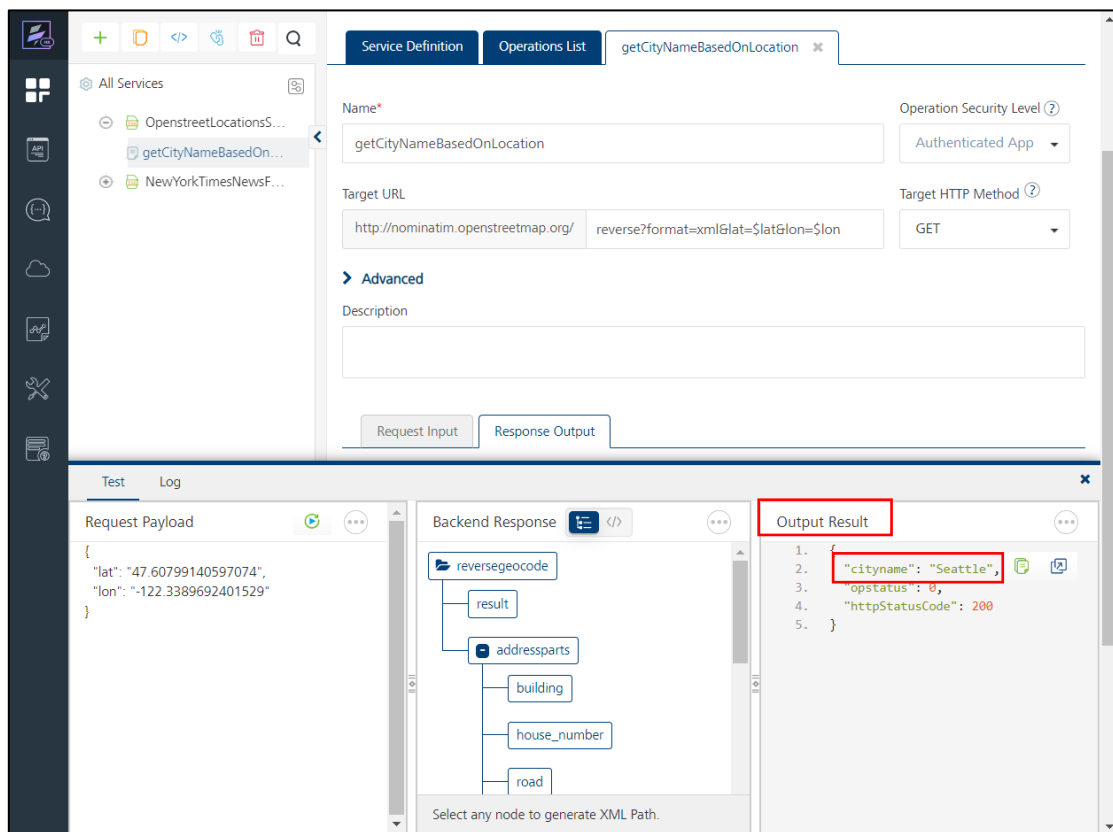 All Services
OpenstreetLocationsS...
getCityNameBasedOn...
NewYorkTimesNewsF...
API
{...}
Service Definition
Operations List
getCityNameBasedOnLocation
Name*
Operation Security Level ?
getCityNameBasedOnLocation
Authenticated App
Target URL
Target HTTP Method ?
http://nominatim.openstreetmap.org/
reverse?format=xml&lat=$lat&lon=$lon
GET
Advanced
Description
Request Input
Response Output
Test
Log
Request Payload
{
"lat": "47.60799140597074",
"lon": "-122.3389692401529"
}
Backend Response
</>
reversegeocode
result
addressparts
building
house_number
road
Select any node to generate XML Path.
Output Result
1. {
2. "cityname": "Seattle",
3. "opstatus": 0,
4. "httpStatusCode": 200
5. }